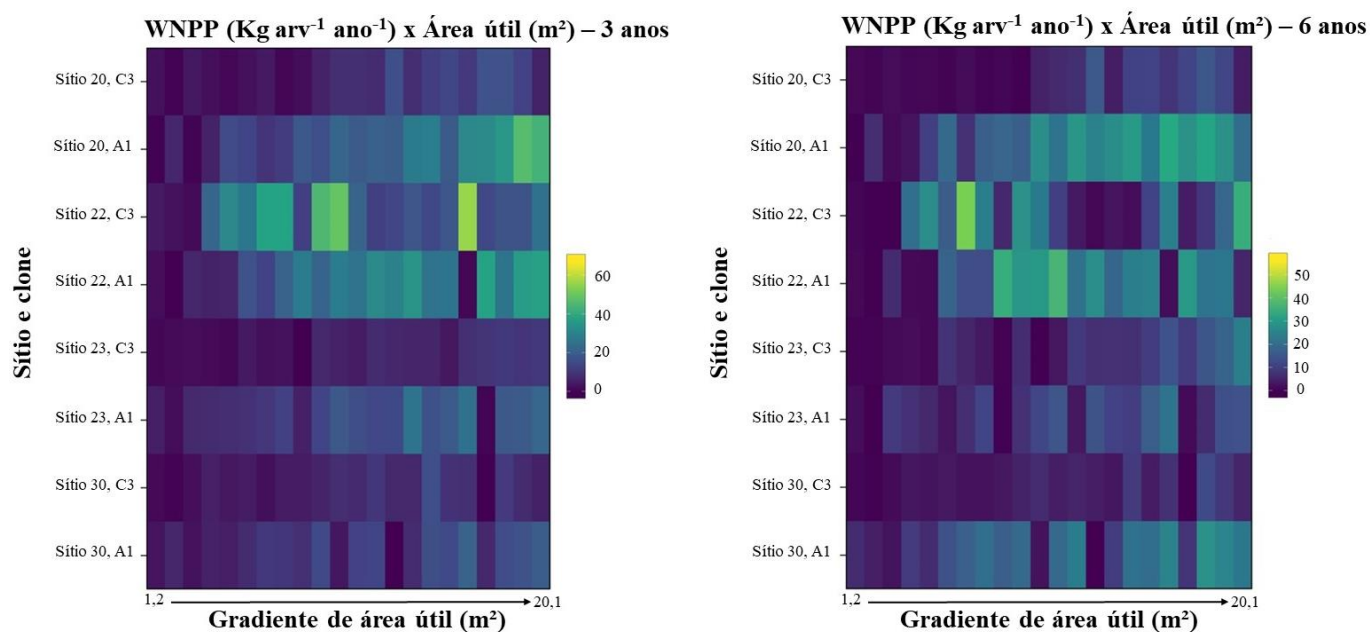 WNPP (Kg arv⁻¹ ano⁻¹) x Área útil (m²) – 3 anos
Sítio e clone
Sítio 20, C3
Sítio 20, A1
Sítio 22, C3
Sítio 22, A1
Sítio 23, C3
Sítio 23, A1
Sítio 30, C3
Sítio 30, A1
60
40
20
0
1,2
20,1
Gradiente de área útil (m²)
WNPP (Kg arv⁻¹ ano⁻¹) x Área útil (m²) – 6 anos
Sítio e clone
Sítio 20, C3
Sítio 20, A1
Sítio 22, C3
Sítio 22, A1
Sítio 23, C3
Sítio 23, A1
Sítio 30, C3
Sítio 30, A1
50
40
30
20
10
0
1,2
20,1
Gradiente de área útil (m²)